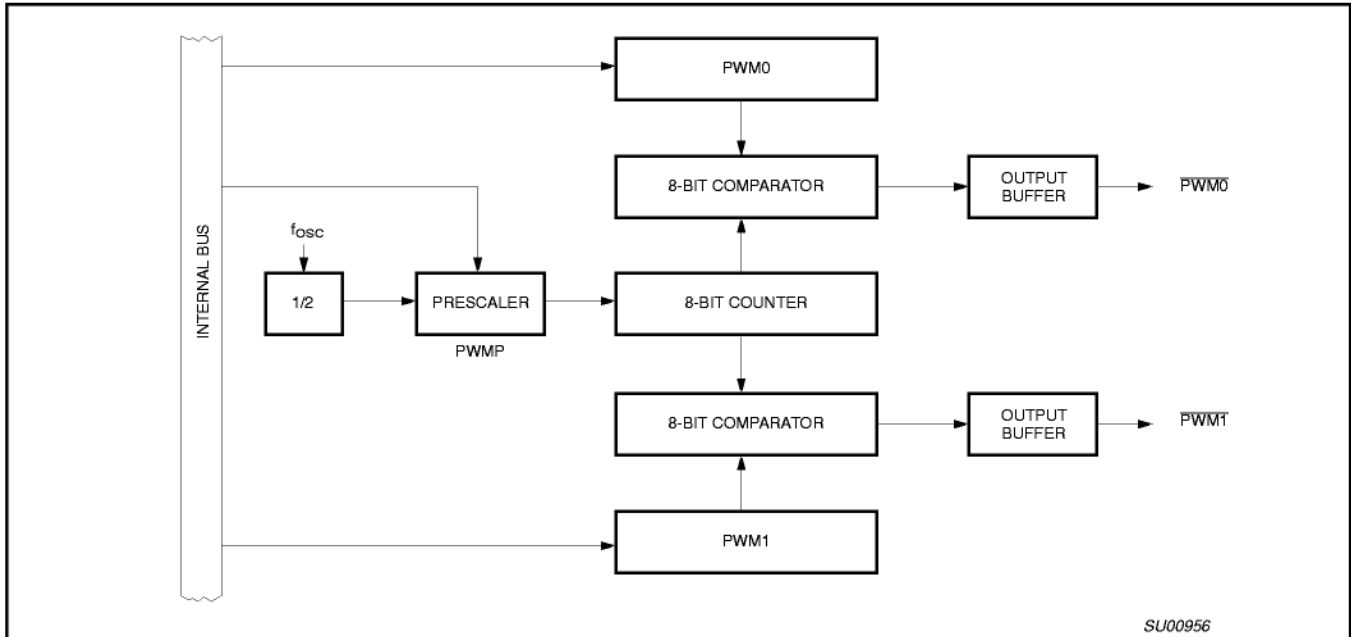 PWM0
8-BIT COMPARATOR
OUTPUT
BUFFER
PWM0
INTERNAL BUS
fosc
1/2
PRESCALER
PWMP
8-BIT COUNTER
8-BIT COMPARATOR
OUTPUT
BUFFER
PWM1
PWM1
SU00956